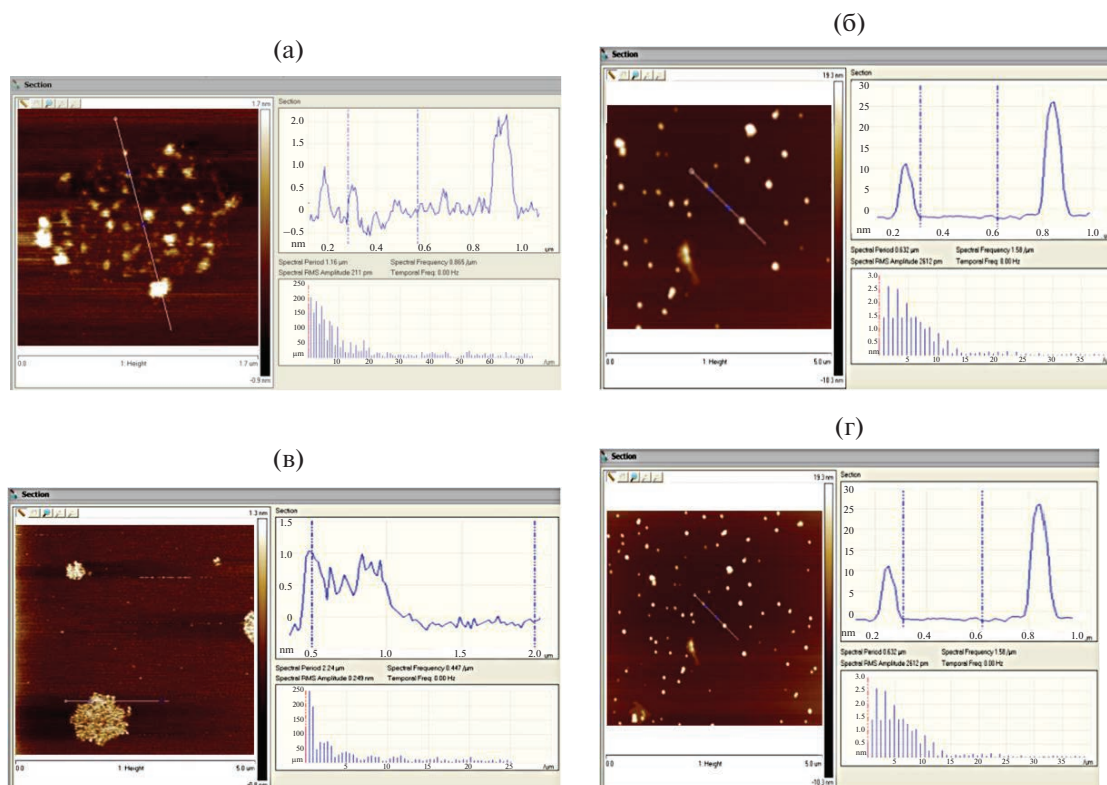 (а)
Section
1.7 nm
Section
2.0
1.5
1.0
0.5
0
−0.5
nm
0.2 0.4 0.6 0.8 1.0 um
Spectral Period 1.16 µm Spectral Frequency 0.865 /µm
Spectral RMS Amplitude 211 pm Temporal Freq. 0.00 Hz
250
200
150
100
50
µm
10 20 30 40 50 60 70 /µm
0.0 1: Height 1.7 um
-0.9 nm
(б)
Section
19.3 nm
Section
30
25
20
15
10
5
0
nm
0.2 0.4 0.6 0.8 1.0 um
Spectral Period 0.632 µm Spectral Frequency 1.58 /µm
Spectral RMS Amplitude 2612 pm Temporal Freq. 0.00 Hz
3.0
2.5
2.0
1.5
1.0
0.5
nm
5 10 15 20 25 30 35
0.0 1: Height 5.0 um
-10.3 nm
(в)
Section
1.3 nm
Section
1.5
1.0
0.5
0
nm
0.5 1.0 1.5 2.0 um
Spectral Period 2.24 µm Spectral Frequency 0.447 /µm
Spectral RMS Amplitude 0.249 nm Temporal Freq. 0.00 Hz
250
200
150
100
50
µm
5 10 15 20 25 /µm
0.0 1: Height 5.0 um
(г)
Section
19.3 nm
Section
30
25
20
15
10
5
0
nm
0.2 0.4 0.6 0.8 1.0
Spectral Period 0.632 µm Spectral Frequency 1.58 /µm
Spectral RMS Amplitude 2612 pm Temporal Freq. 0.00 Hz
3.0
2.5
2.0
1.5
1.0
0.5
nm
5 10 15 20 25 30 35 /µm
0.0 1: Height 5.0 um
-10.3 nm